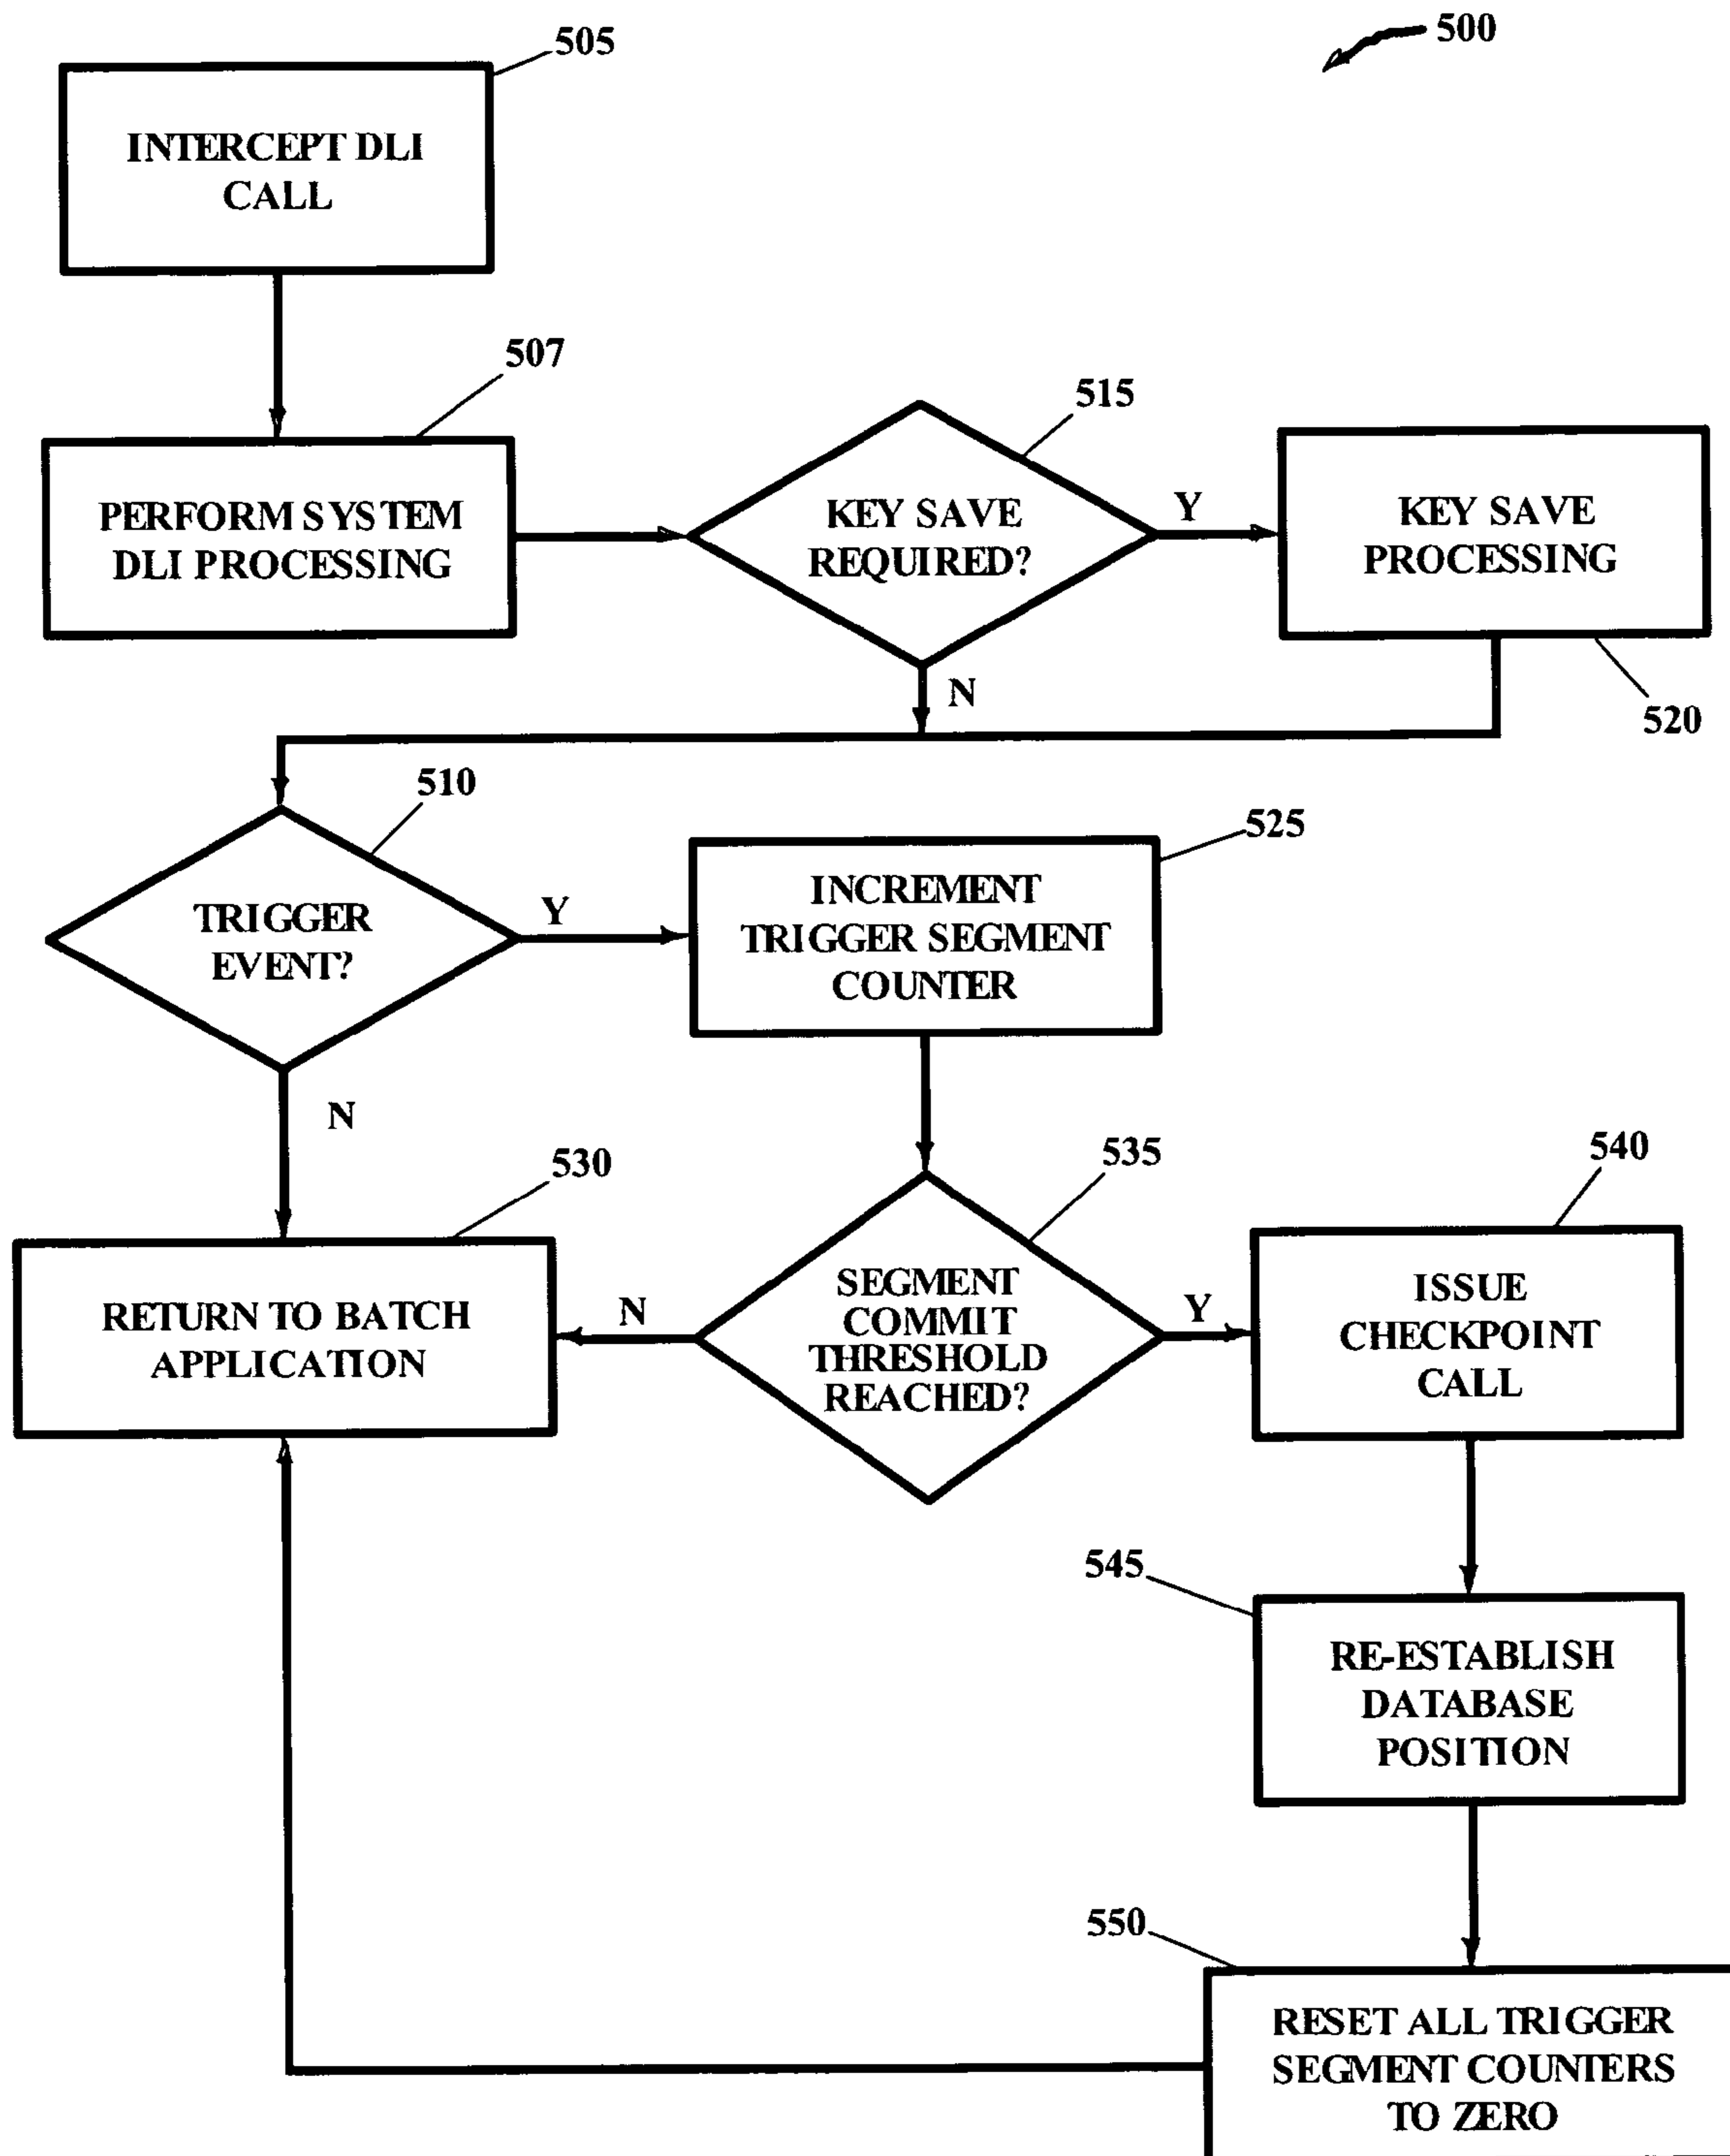 500
505
INTERCEPT DLI
CALL
507
PERFORM SYSTEM
DLI PROCESSING
515
KEY SAVE
REQUIRED?
Y
KEY SAVE
PROCESSING
520
N
510
TRIGGER
EVENT?
Y
525
INCREMENT
TRIGGER SEGMENT
COUNTER
N
530
RETURN TO BATCH
APPLICATION
535
SEGMENT
COMMIT
THRESHOLD
REACHED?
N
Y
540
ISSUE
CHECKPOINT
CALL
545
RE-ESTABLISH
DATABASE
POSITION
550
RESET ALL TRIGGER
SEGMENT COUNTERS
TO ZERO